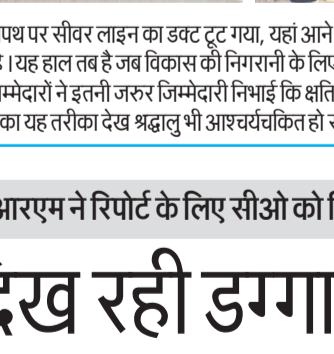 पथ पर सीवर लाइन का डक्ट टूट गया, यहां आने
है। यह हाल तब है जब विकास की निगरानी के लिए
म्मेदारों ने इतनी जरुर जिम्मेदारी निभाई कि क्षति
का यह तरीका देख श्रद्धालु भी आश्चर्यचकित हो
आरएम ने रिपोर्ट के लिए सीओ को
देख रही डग्गा